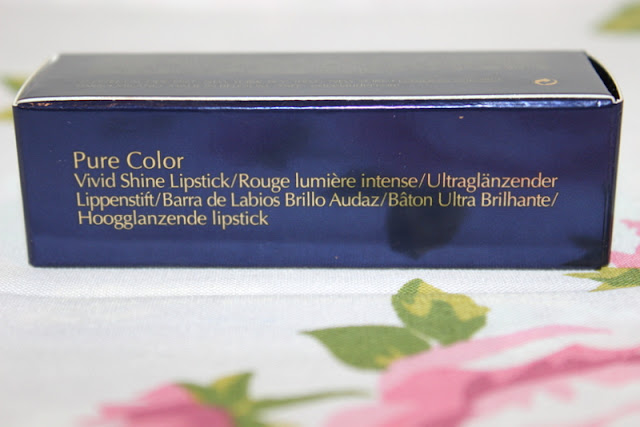 Pure Color
Vivid Shine Lipstick/Rouge lumière intense/Ultraglänzender
Lippenstift/Barra de Labios Brillo Audaz/Bâton Ultra Brilhante/
Hoogglanzende lipstick